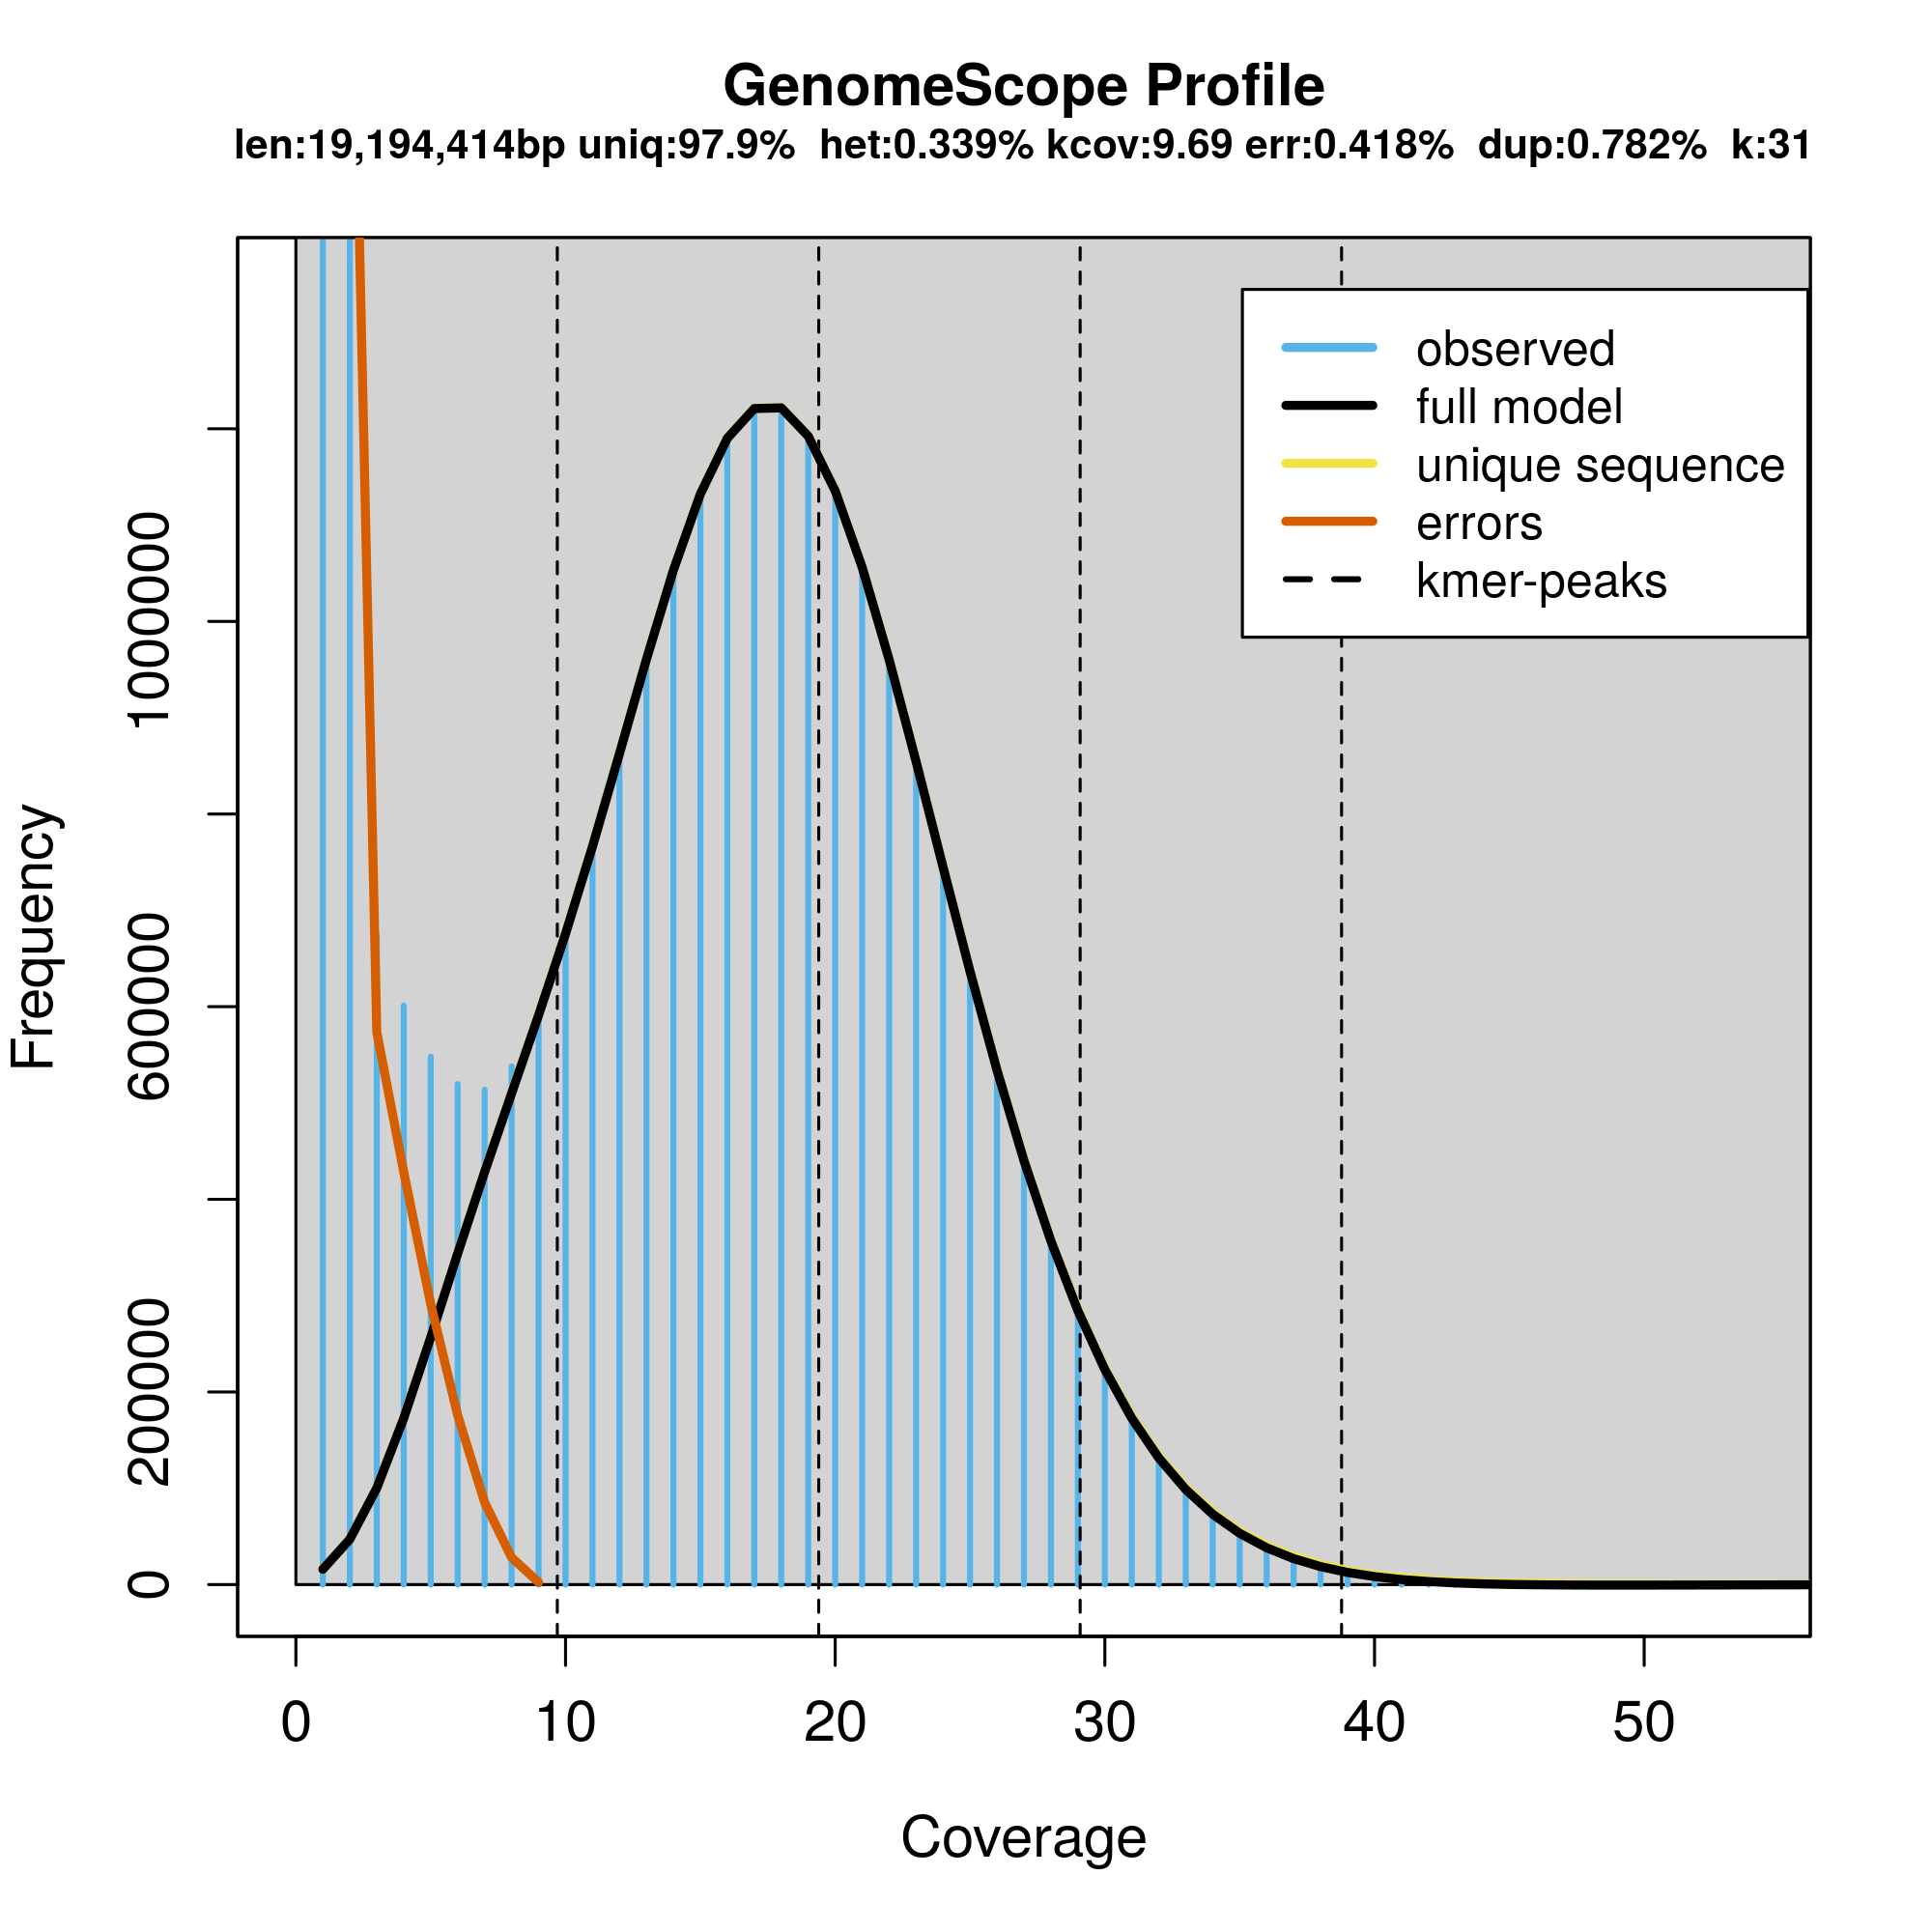 GenomeScope Profile
len:19,194,414bp uniq:97.9% het:0.339% kcov:9.69 err:0.418% dup:0.782% k:31
observed
full model
unique sequence
errors
kmer-peaks
Frequency
1000000
600000
200000
0
0 10 20 30 40 50
Coverage